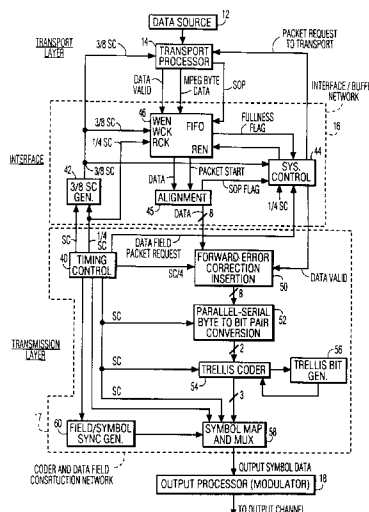 DATA SOURCE
12
TRANSPORT
LAYER
3/8 SC
14
TRANSPORT
PROCESSOR
PACKET REQUEST
TO TRANSPORT
DATA
VALID
MPEG BYTE
DATA
SOP
INTERFACE / BUFFER
NETWORK
46
3/8 SC
WEN
WCK
RCK
FIFO
REN
FULLNESS
FLAG
16
1/4 SC
44
INTERFACE
42
3/8 SC
3/8 SC
GEN.
DATA
PACKET START
SYS.
CONTROL
SOP FLAG
ALIGNMENT
45
1/4 SC
SC
1/4
SC
DATA
8
DATA FIELD
PACKET REQUEST
40
TIMING
CONTROL
SC/4
FORWARD ERROR
CORRECTION
INSERTION
50
DATA VALID
8
SC
PARALLEL-SERIAL
BYTE TO BIT PAIR
CONVERSION
52
TRANSMISSION
LAYER
2
56
SC
TRELLIS CODER
TRELLIS BIT
GEN.
54
SC
3
17
60
FIELD/SYMBOL
SYNC GEN.
SYMBOL MAP
AND MUX
58
CODER AND DATA FIELD
CONSRTUCTION NETWORK
OUTPUT SYMBOL DATA
OUTPUT PROCESSOR (MODULATOR)
18
TO OUTPUT CHANNEL